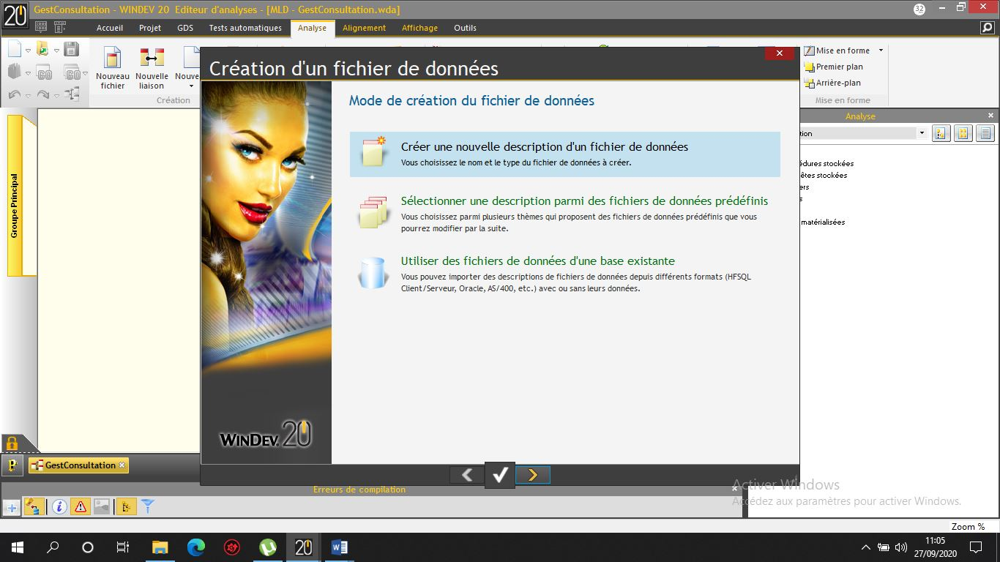 GestConsultation - WINDEV 20 Editeur d'analyses - [MLD - GestConsultation.wda]
32
20
Accueil Projet GDS Tests automatiques Analyse Alignement Affichage Outils
GO GO
Nouveau fichier
Nouvelle liaison
Nouve
Création
Mise en forme
Premier plan
Arrière-plan
Mise en forme
Création d'un fichier de données
Mode de création du fichier de données
Créer une nouvelle description d'un fichier de données
Vous choisissez le nom et le type du fichier de données à créer.
Sélectionner une description parmi des fichiers de données prédéfinis
Vous choisissez parmi plusieurs thèmes qui proposent des fichiers de données prédéfinis que vous
pourrez modifier par la suite.
Utiliser des fichiers de données d'une base existante
Vous pouvez importer des descriptions de fichiers de données depuis différents formats (HFSQL
Client/Serveur, Oracle, AS/400, etc.) avec ou sans leurs données.
WINDEV. 20
Groupe Principal
Analyse
tion
édures stockées
êtes stockées
ers
s
matérialisées
P
GestConsultation
Erreurs de compilation
Activer Windows
Accédez aux paramètres pour activer Windows.
Zoom %
20
11:05
27/09/2020